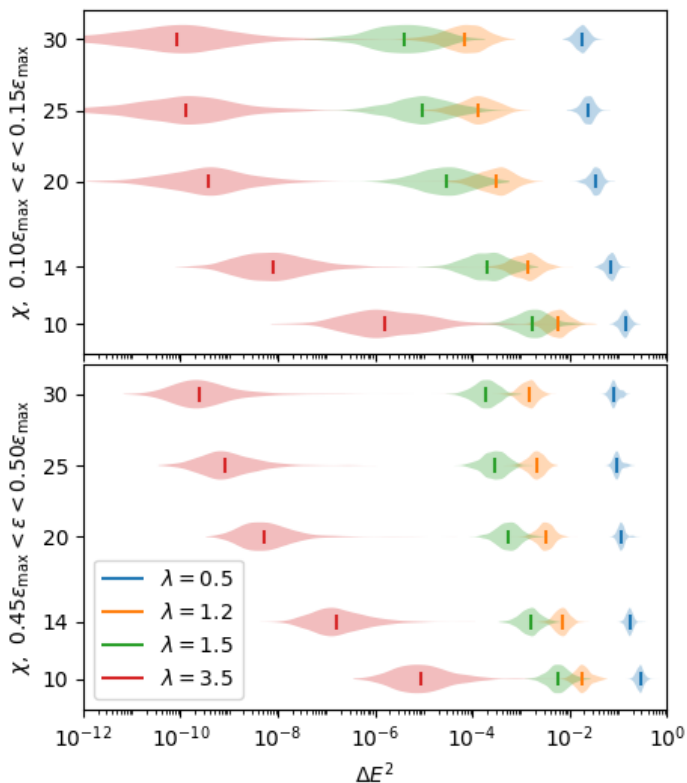 χ, 0.10ε_max < ε < 0.15ε_max
30
25
20
14
10
χ, 0.45ε_max < ε < 0.50ε_max
30
25
20
14
10
λ = 0.5
λ = 1.2
λ = 1.5
λ = 3.5
10^−12 10^−10 10^−8 10^−6 10^−4 10^−2 10^0
ΔE^2